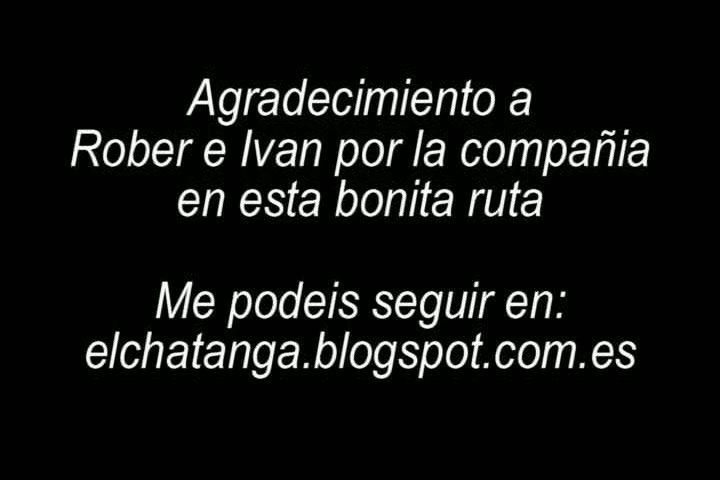 Agradecimiento a
Rober e Ivan por la compañia
en esta bonita ruta
Me podeis seguir en:
elchatanga.blogspot.com.es